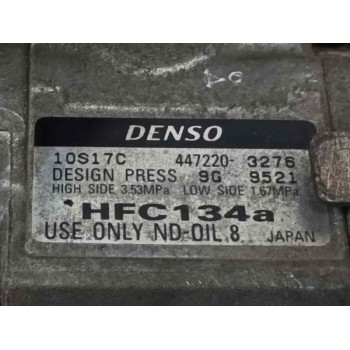 DENSO
10S17C 447220-3276
DESIGN PRESS 9G 9521
HIGH SIDE 3.53MPa LOW SIDE 1.67MPa
HFC134a
USE ONLY ND-OIL 8 JAPAN